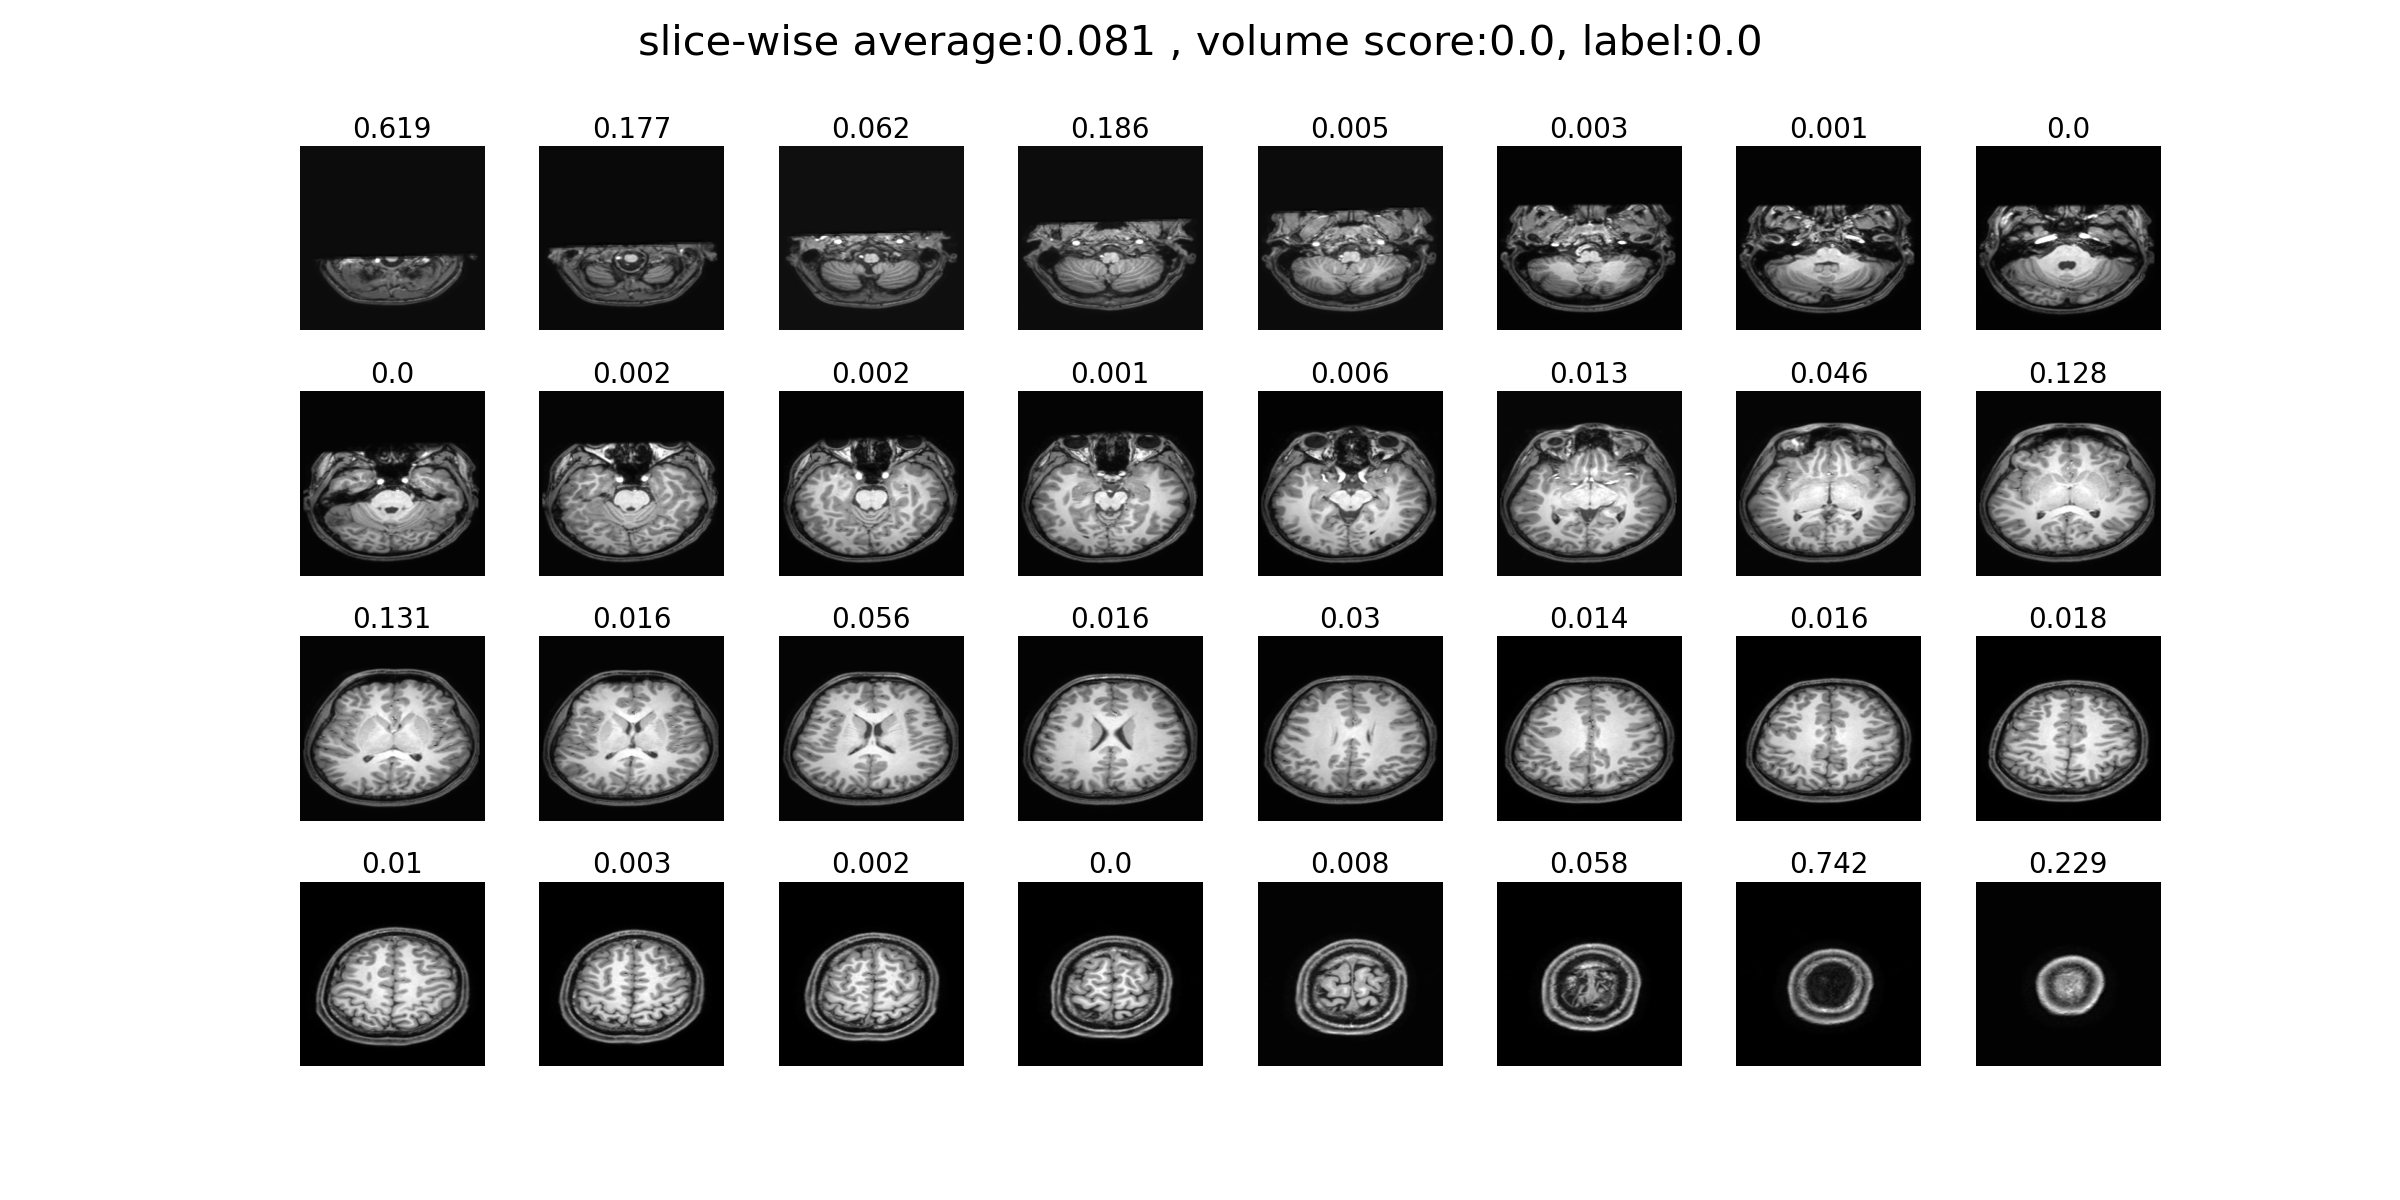 slice-wise average:0.081 , volume score:0.0, label:0.0
0.619 0.177 0.062 0.186 0.005 0.003 0.001 0.0
0.0 0.002 0.002 0.001 0.006 0.013 0.046 0.128
0.131 0.016 0.056 0.016 0.03 0.014 0.016 0.018
0.01 0.003 0.002 0.0 0.008 0.058 0.742 0.229